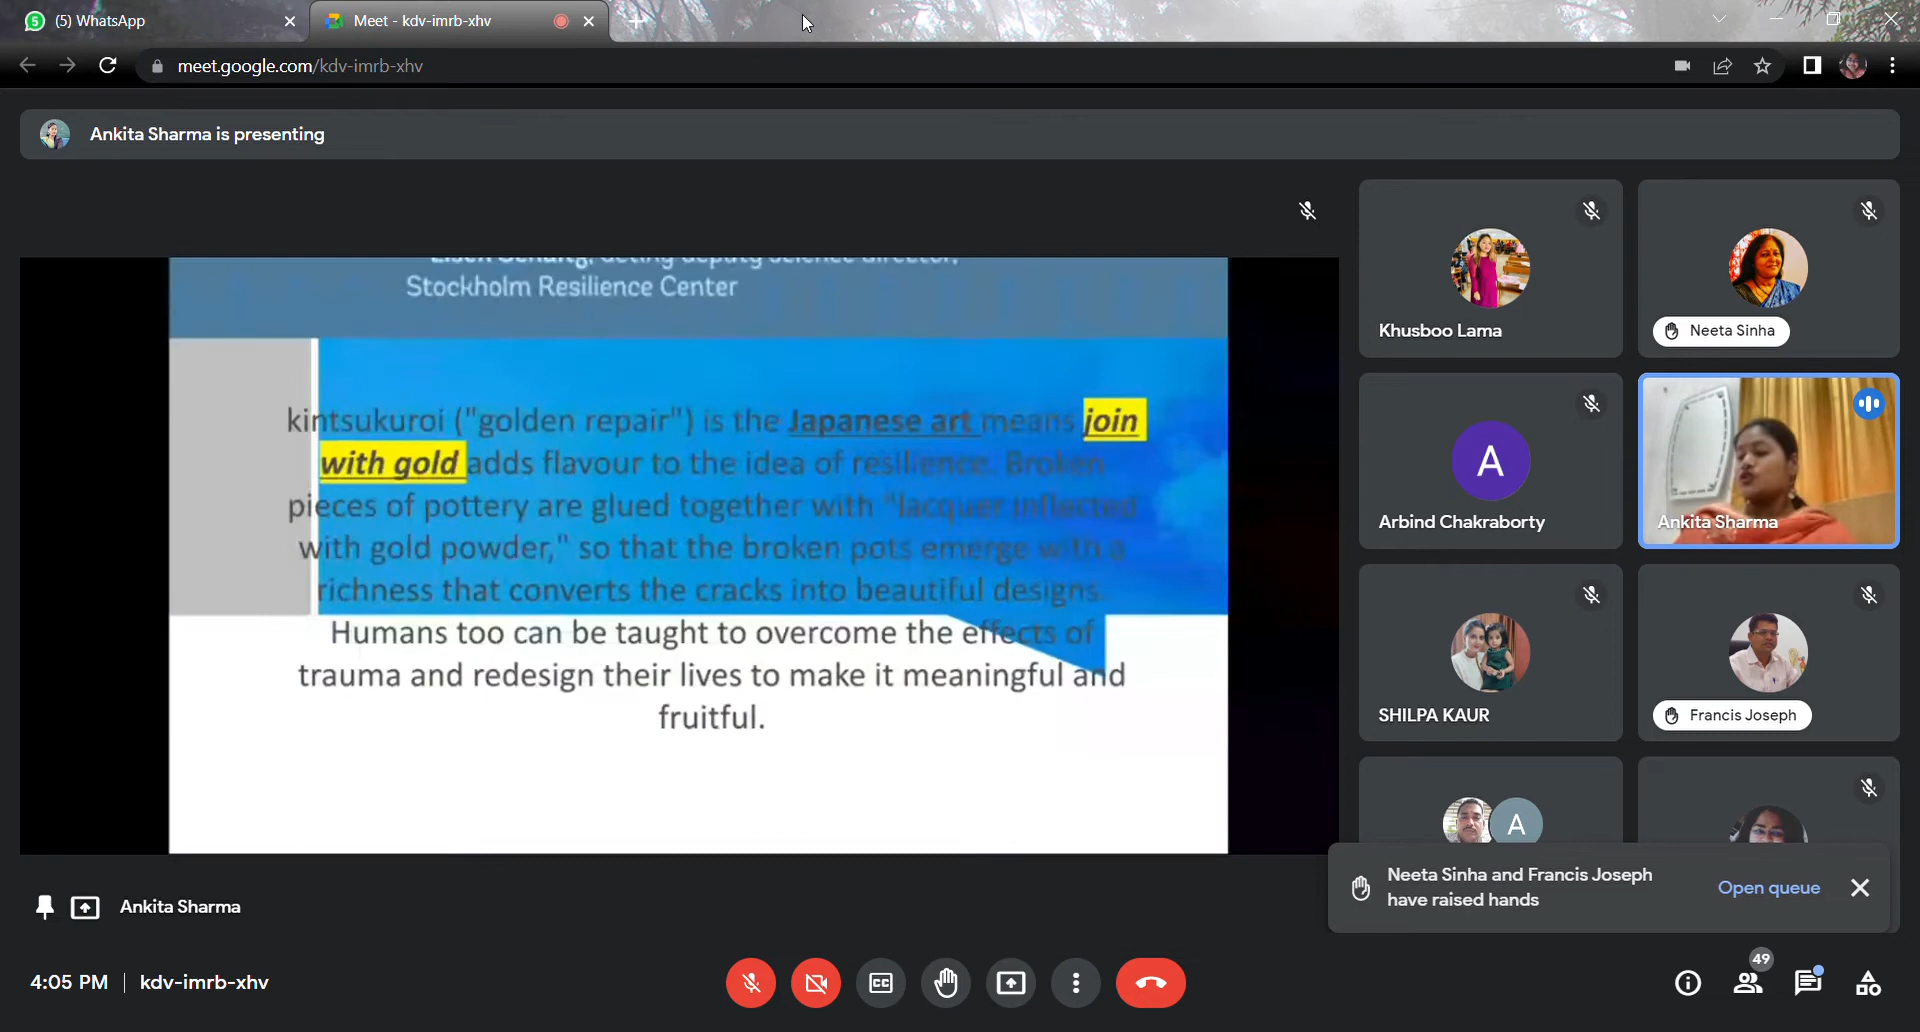 (5) WhatsApp
Meet - kdv-imrb-xhv
meet.google.com/kdv-imrb-xhv
Ankita Sharma is presenting
acting deputy science director,
Stockholm Resilience Center
kintsukuroi ("golden repair") is the Japanese art means join
with gold adds flavour to the idea of resilience. Broken
pieces of pottery are glued together with "lacquer inflected
with gold powder," so that the broken pots emerge with a
richness that converts the cracks into beautiful designs.
Humans too can be taught to overcome the effects of
trauma and redesign their lives to make it meaningful and
fruitful.
Khusboo Lama
Neeta Sinha
A
Arbind Chakraborty
Ankita Sharma
SHILPA KAUR
Francis Joseph
A
Neeta Sinha and Francis Joseph
have raised hands
Open queue
Ankita Sharma
4:05 PM | kdv-imrb-xhv
CC
49